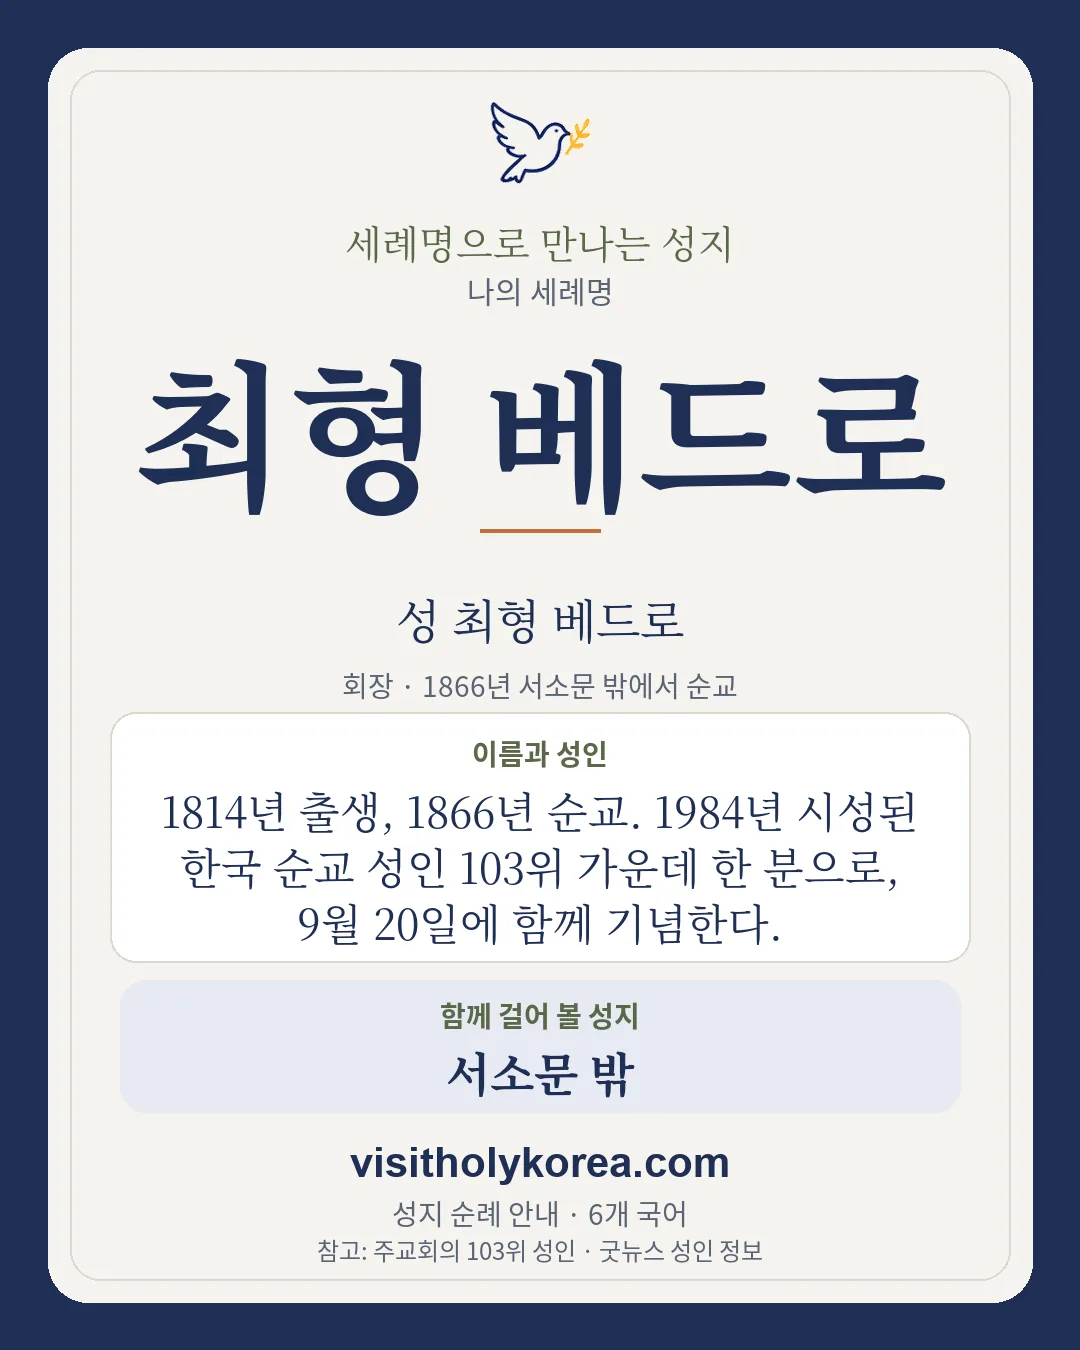 세례명으로 만나는 성지
나의 세례명
최형 베드로
성 최형 베드로
회장 · 1866년 서소문 밖에서 순교
이름과 성인
1814년 출생, 1866년 순교. 1984년 시성된
한국 순교 성인 103위 가운데 한 분으로,
9월 20일에 함께 기념한다.
함께 걸어 볼 성지
서소문 밖
visitholykorea.com
성지 순례 안내 · 6개 국어
참고: 주교회의 103위 성인 · 굿뉴스 성인 정보